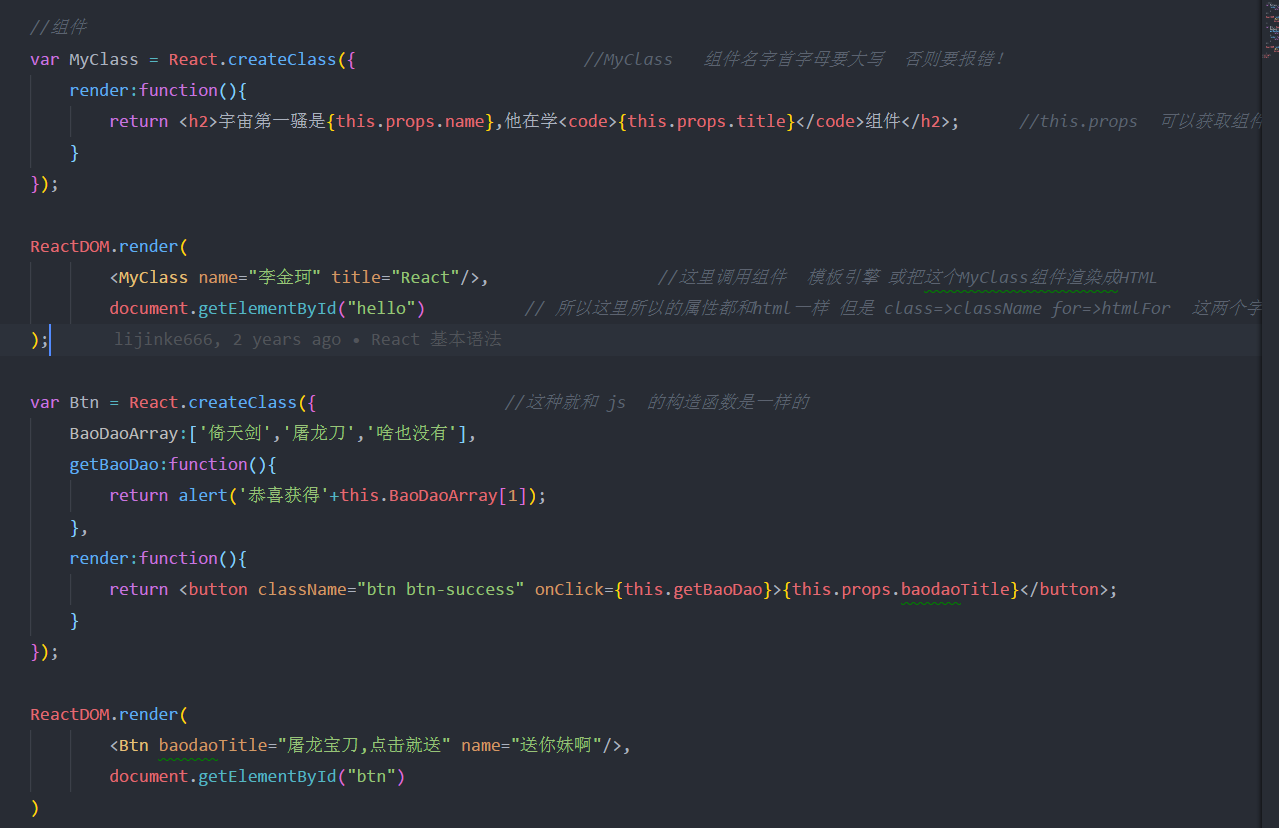 //组件
var MyClass = React.createClass({ //MyClass 组件名字首字母要大写 否则要报错!
render:function(){
return <h2>宇宙第一骚是{this.props.name},他在学<code>{this.props.title}</code>组件</h2>; //this.props 可以获取组件
}
});
ReactDOM.render(
<MyClass name="李金珂" title="React"/>, //这里调用组件 模板引擎 或把这个MyClass组件渲染成HTML
document.getElementById("hello") // 所以这里所以的属性都和html一样 但是 class=>className for=>htmlFor 这两个字
); lijinke666, 2 years ago • React 基本语法
var Btn = React.createClass({ //这种就和 js 的构造函数是一样的
BaoDaoArray:['倚天剑','屠龙刀','啥也没有'],
getBaoDao:function(){
return alert('恭喜获得'+this.BaoDaoArray[1]);
},
render:function(){
return <button className="btn btn-success" onClick={this.getBaoDao}>{this.props.baodaoTitle}</button>;
}
});
ReactDOM.render(
<Btn baodaoTitle="屠龙宝刀,点击就送" name="送你妹啊"/>,
document.getElementById("btn")
)